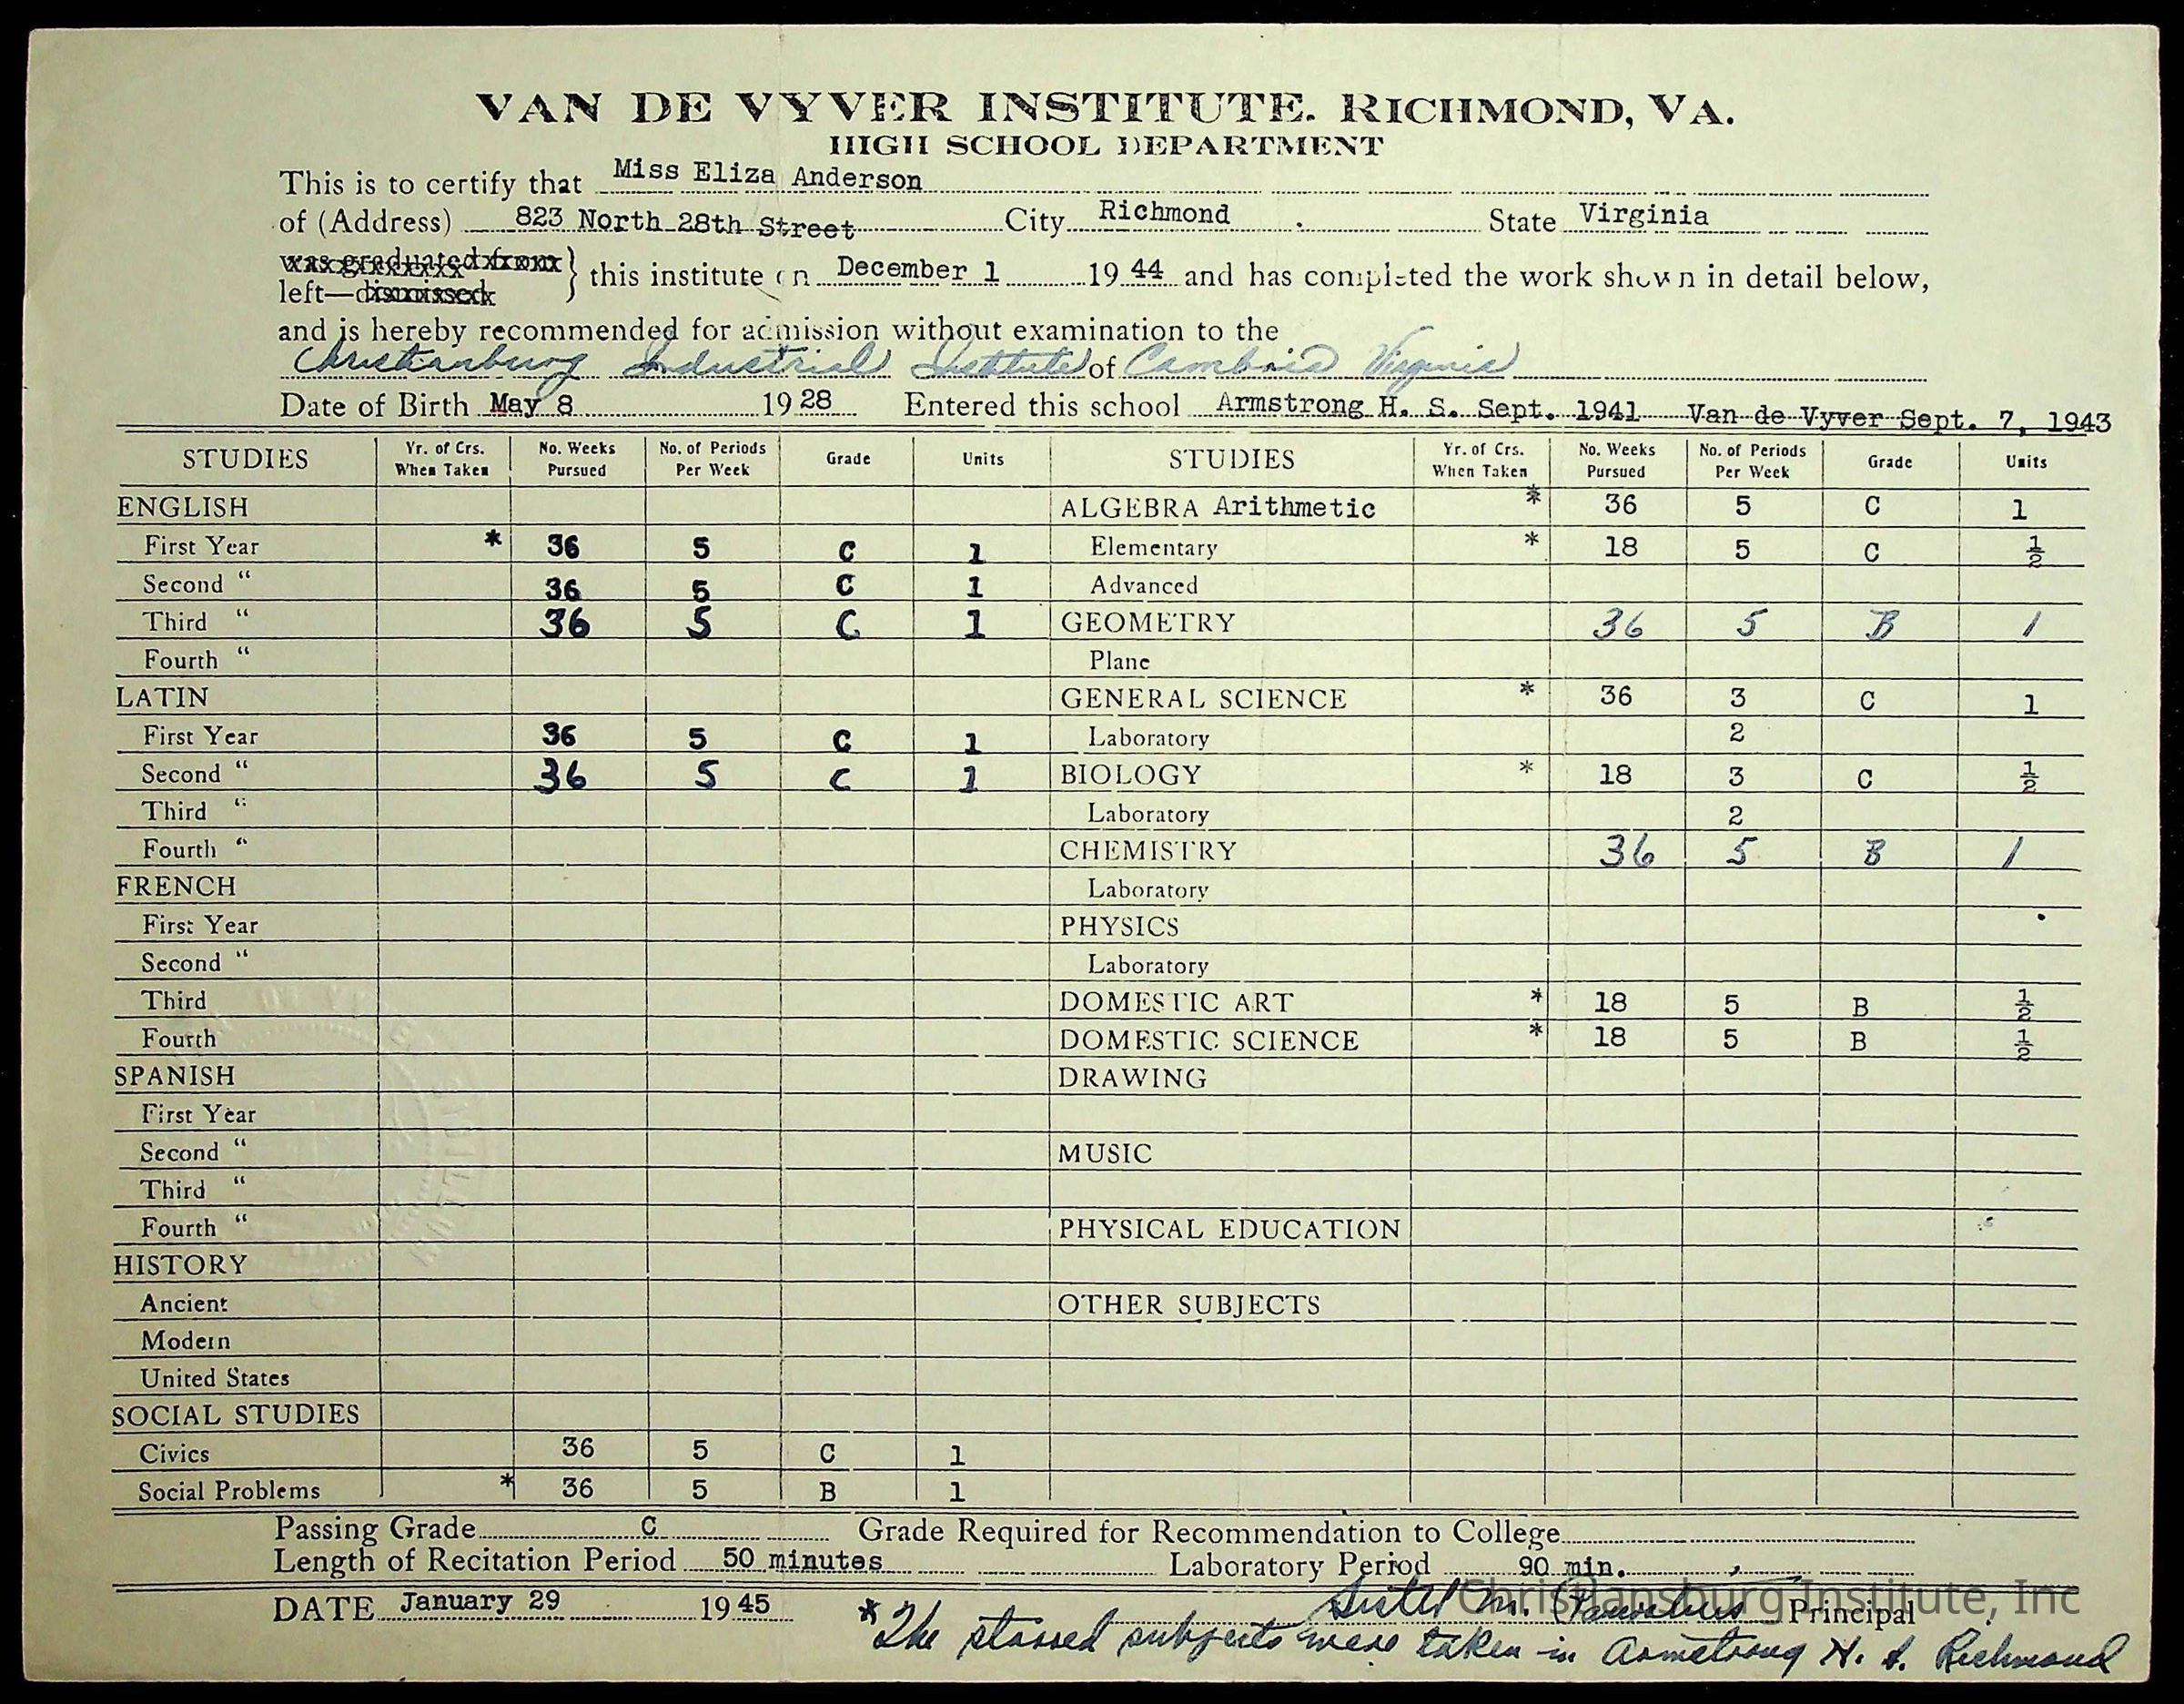 VAN DE VYVER INSTITUTE. RICHMOND, VA.
HIGH SCHOOL DEPARTMENT
This is to certify that Miss Eliza Anderson
of (Address) 823 North 28th Street City Richmond State Virginia
was graduated from } this institute on December 1 19 44 and has completed the work shown in detail below,
left—dismissed
and is hereby recommended for admission without examination to the
Christianburg Industrial Institute of Cambria Virginia
Date of Birth May 8 19 28 Entered this school Armstrong H. S. Sept. 1941 Van de Vyver Sept. 7, 1943
STUDIES Yr. of Crs. When Taken No. Weeks Pursued No. of Periods Per Week Grade Units STUDIES Yr. of Crs. When Taken No. Weeks Pursued No. of Periods Per Week Grade Units
ENGLISH ALGEBRA Arithmetic * 36 5 C 1
First Year * 36 5 C 1 Elementary * 18 5 C 1/2
Second " 36 5 C 1 Advanced
Third " 36 5 C 1 GEOMETRY 36 5 B 1
Fourth " Plane
LATIN GENERAL SCIENCE * 36 3 C 1
First Year 36 5 C 1 Laboratory 2
Second " 36 5 C 1 BIOLOGY * 18 3 C 1/2
Third " Laboratory 2
Fourth " CHEMISTRY 36 5 B 1
FRENCH Laboratory
First Year PHYSICS
Second " Laboratory
Third DOMESTIC ART * 18 5 B 1/2
Fourth DOMESTIC SCIENCE * 18 5 B 1/2
SPANISH DRAWING
First Year
Second " MUSIC
Third "
Fourth " PHYSICAL EDUCATION
HISTORY
Ancient OTHER SUBJECTS
Modern
United States
SOCIAL STUDIES
Civics 36 5 C 1
Social Problems * 36 5 B 1
Passing Grade C Grade Required for Recommendation to College
Length of Recitation Period 50 minutes Laboratory Period 90 min.
DATE January 29 19 45 Sister M. Principal
Christiansburg Institute, Inc
*The starred subjects were taken in Armstrong H. S. Richmond